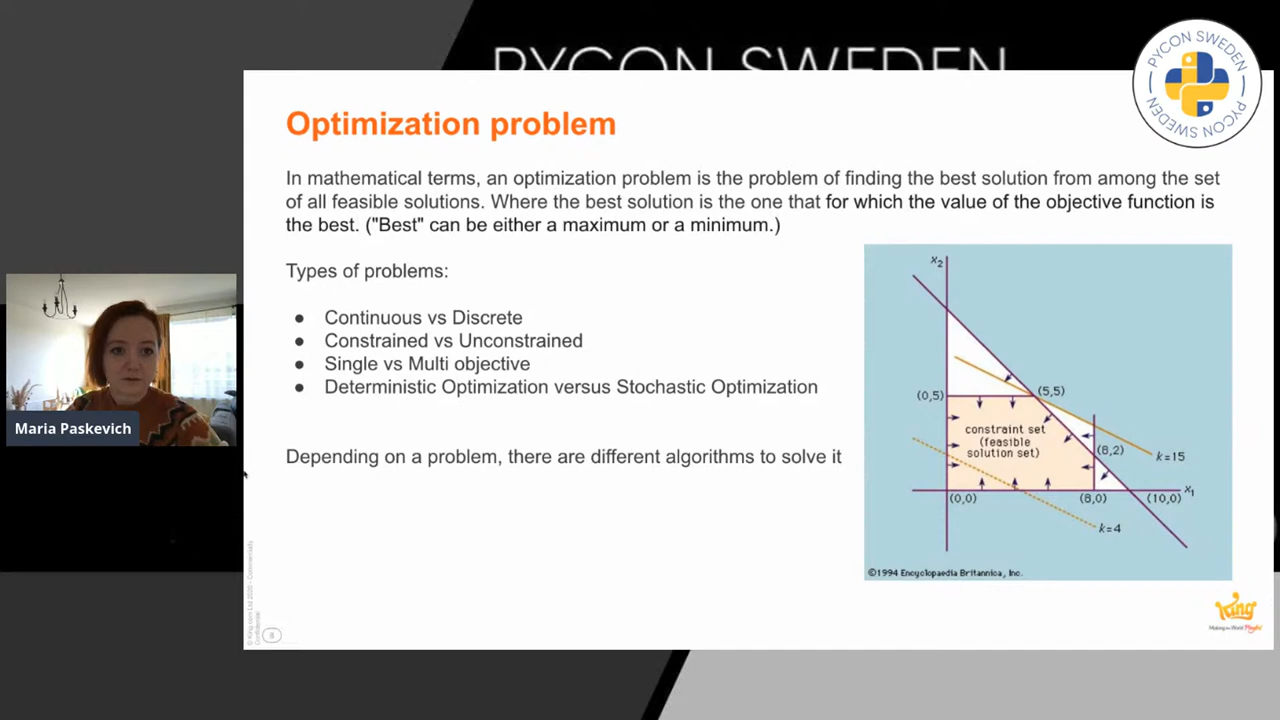 PYCON SWEDEN
PYCON SWEDEN
PYCON SWEDEN
Optimization problem
In mathematical terms, an optimization problem is the problem of finding the best solution from among the set
of all feasible solutions. Where the best solution is the one that for which the value of the objective function is
the best. ("Best" can be either a maximum or a minimum.)
Types of problems:
● Continuous vs Discrete
● Constrained vs Unconstrained
● Single vs Multi objective
● Deterministic Optimization versus Stochastic Optimization
Depending on a problem, there are different algorithms to solve it
Maria Paskevich
x2
(0,5)
(5,5)
constraint set
(feasible
solution set)
(8,2)
k=15
x1
(0,0)
(8,0)
(10,0)
k=4
©1994 Encyclopaedia Britannica, Inc.
King
8